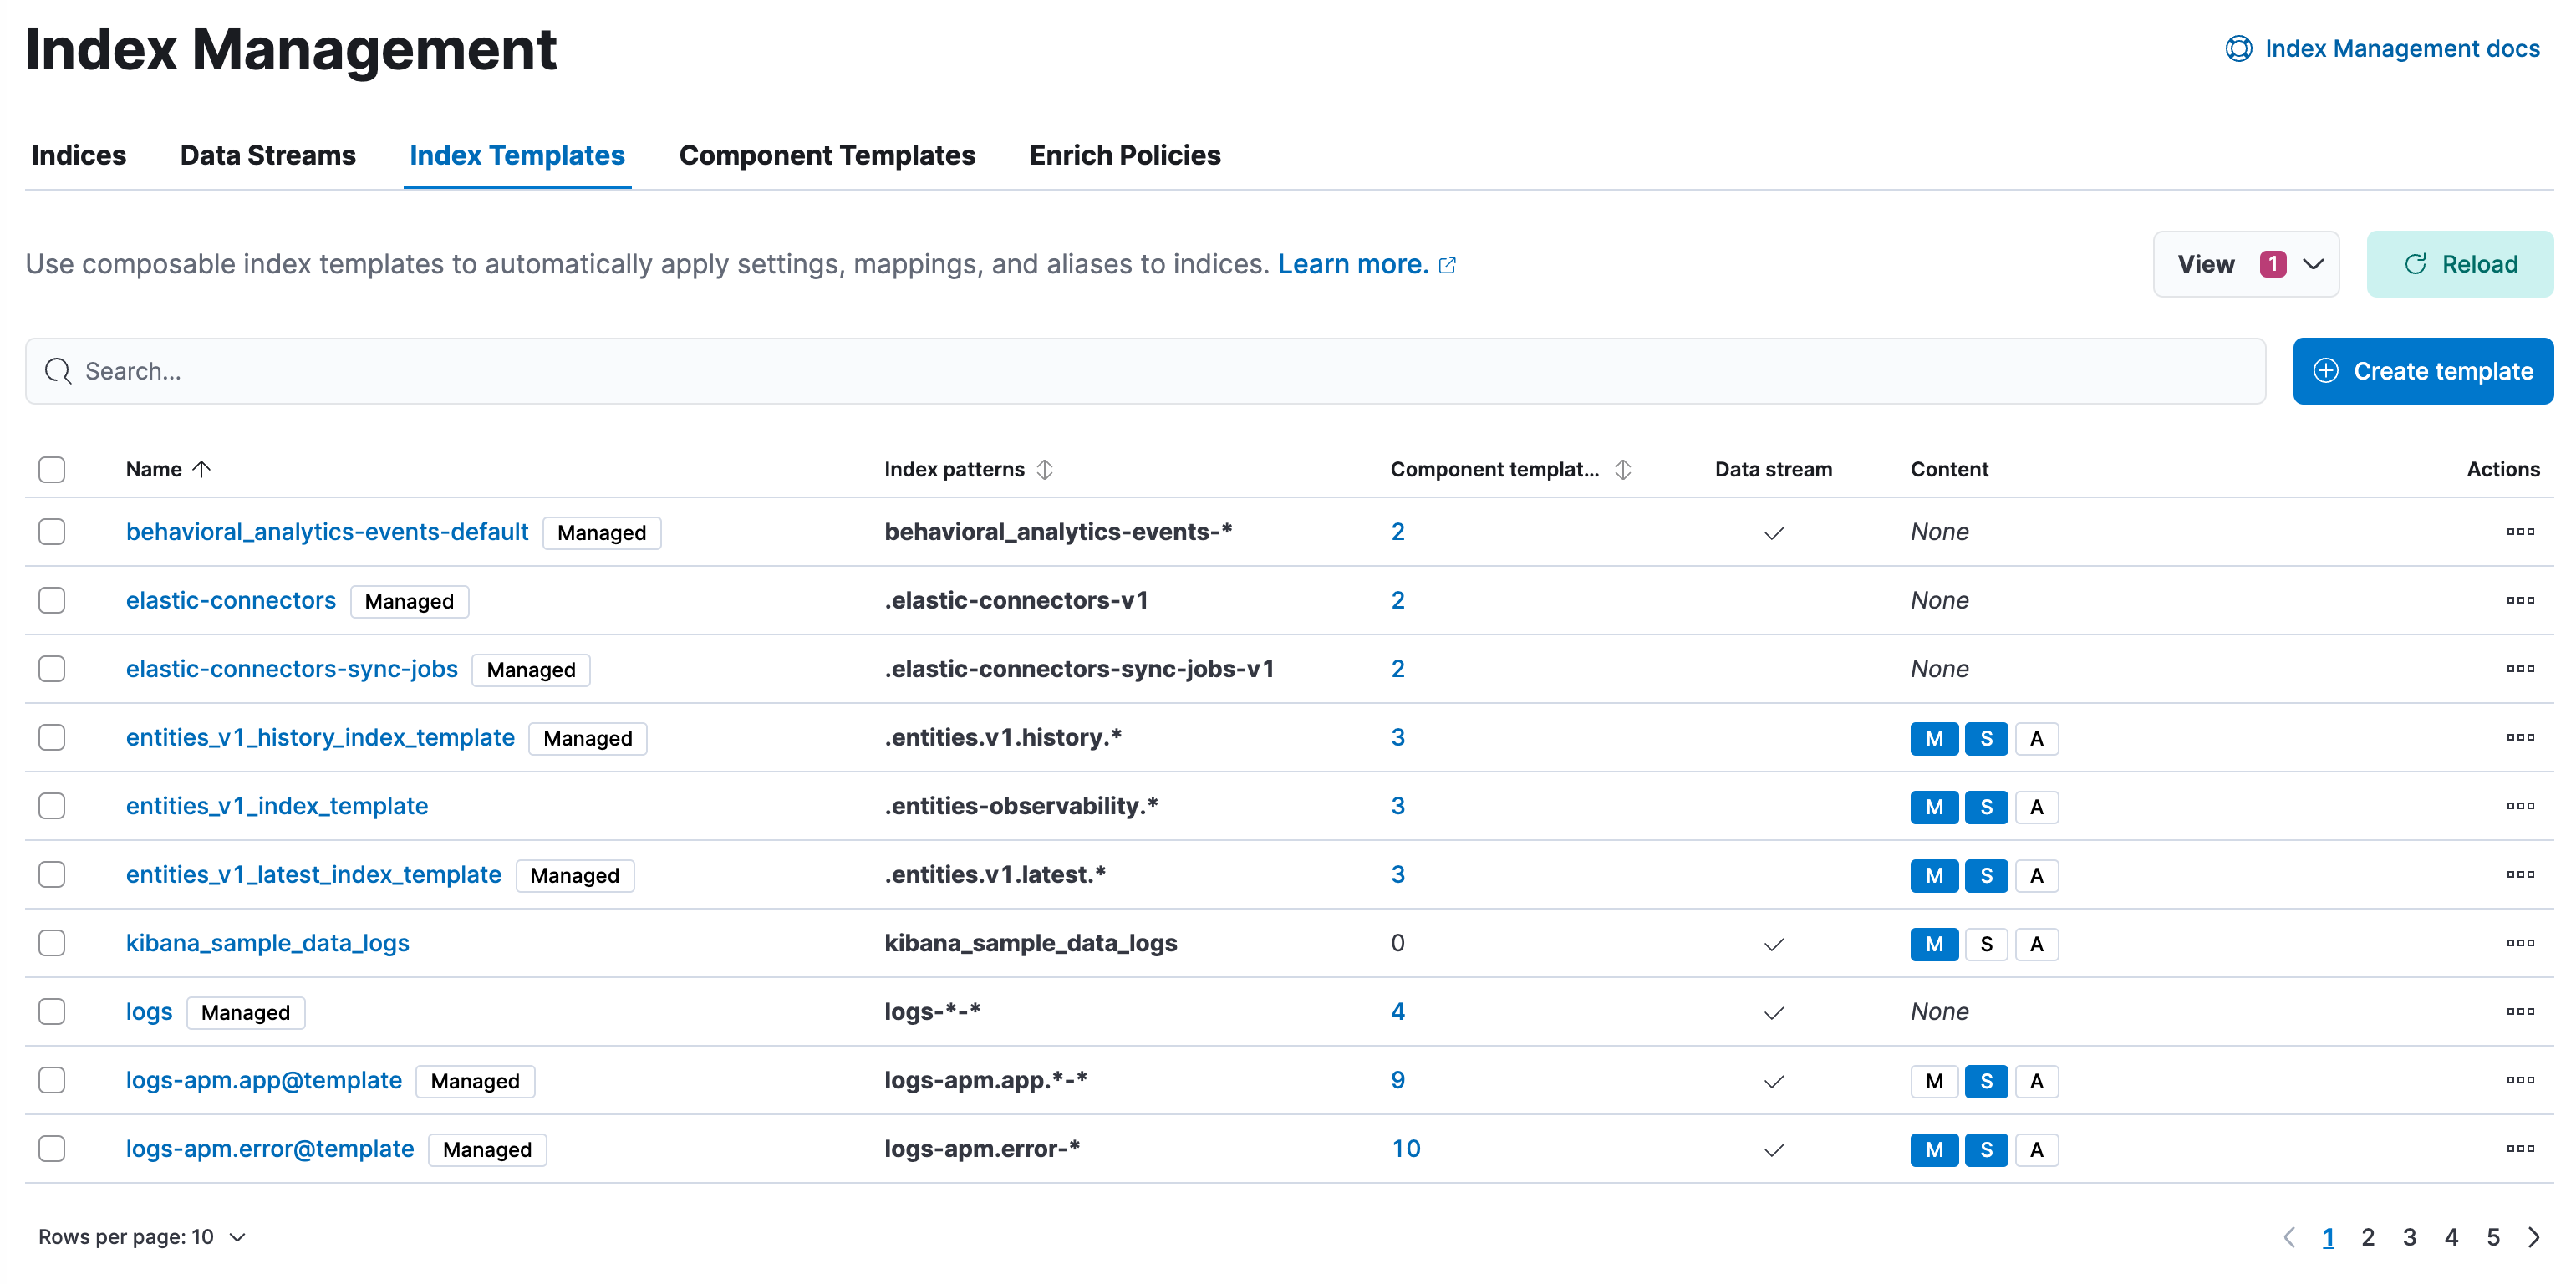 Index Management
Index Management docs
Indices Data Streams Index Templates Component Templates Enrich Policies
Use composable index templates to automatically apply settings, mappings, and aliases to indices. Learn more.
View 1 Reload
Search...
Create template
Name Index patterns Component templat... Data stream Content Actions
behavioral_analytics-events-default Managed behavioral_analytics-events-* 2 None
elastic-connectors Managed .elastic-connectors-v1 2 None
elastic-connectors-sync-jobs Managed .elastic-connectors-sync-jobs-v1 2 None
entities_v1_history_index_template Managed .entities.v1.history.* 3 M S A
entities_v1_index_template .entities-observability.* 3 M S A
entities_v1_latest_index_template Managed .entities.v1.latest.* 3 M S A
kibana_sample_data_logs kibana_sample_data_logs 0 M S A
logs Managed logs-*-* 4 None
logs-apm.app@template Managed logs-apm.app.*-* 9 M S A
logs-apm.error@template Managed logs-apm.error-* 10 M S A
Rows per page: 10
1 2 3 4 5